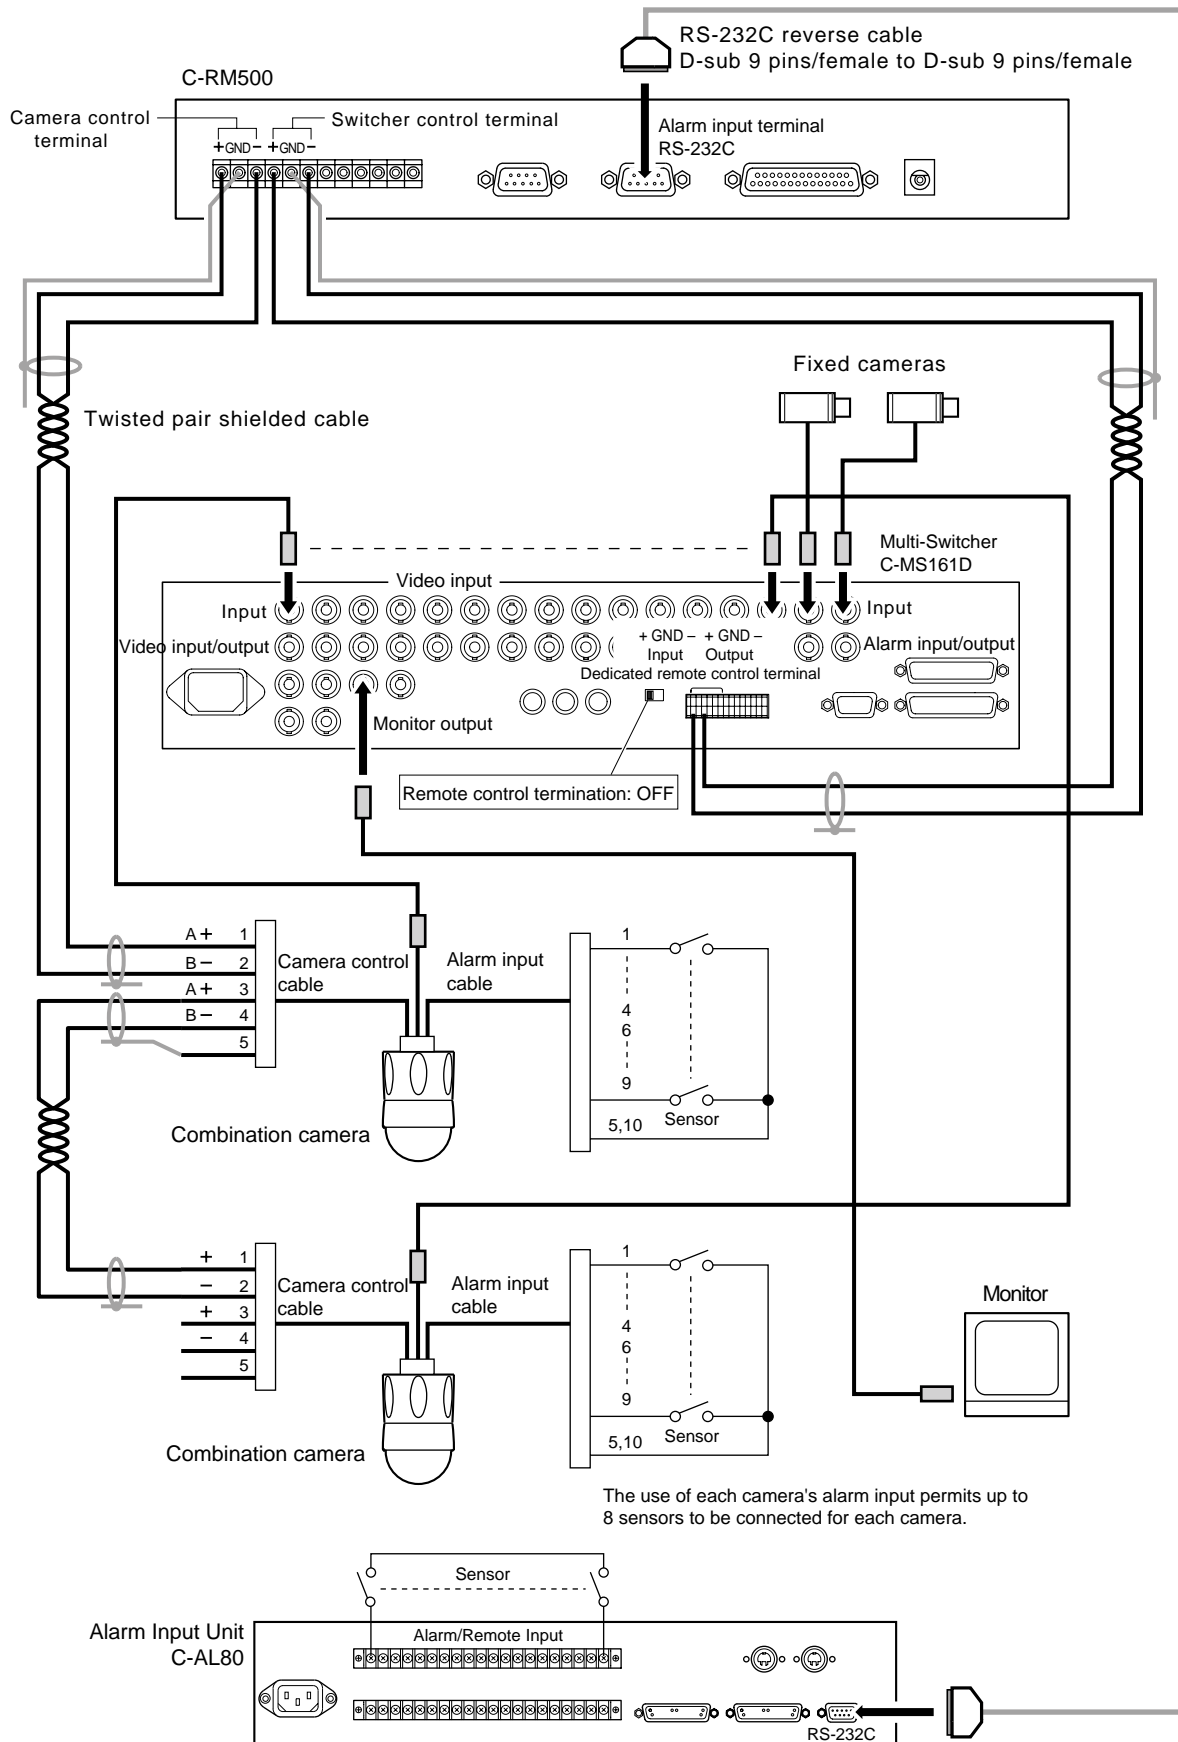 RS-232C reverse cable
D-sub 9 pins/female to D-sub 9 pins/female
C-RM500
Camera control
terminal
Switcher control terminal
+GND− +GND−
Alarm input terminal
RS-232C
Fixed cameras
Twisted pair shielded cable
Multi-Switcher
C-MS161D
Video input
Input
Input
Video input/output
+ GND − + GND −
Input Output
Alarm input/output
Dedicated remote control terminal
Monitor output
Remote control termination: OFF
A+ 1
B− 2
A+ 3
B− 4
5
Camera control
cable
Alarm input
cable
1
4
6
9
5,10
Sensor
Combination camera
+ 1
− 2
+ 3
− 4
5
Camera control
cable
Alarm input
cable
1
4
6
9
5,10
Sensor
Monitor
Combination camera
The use of each camera's alarm input permits up to
8 sensors to be connected for each camera.
Sensor
Alarm Input Unit
C-AL80
Alarm/Remote Input
RS-232C